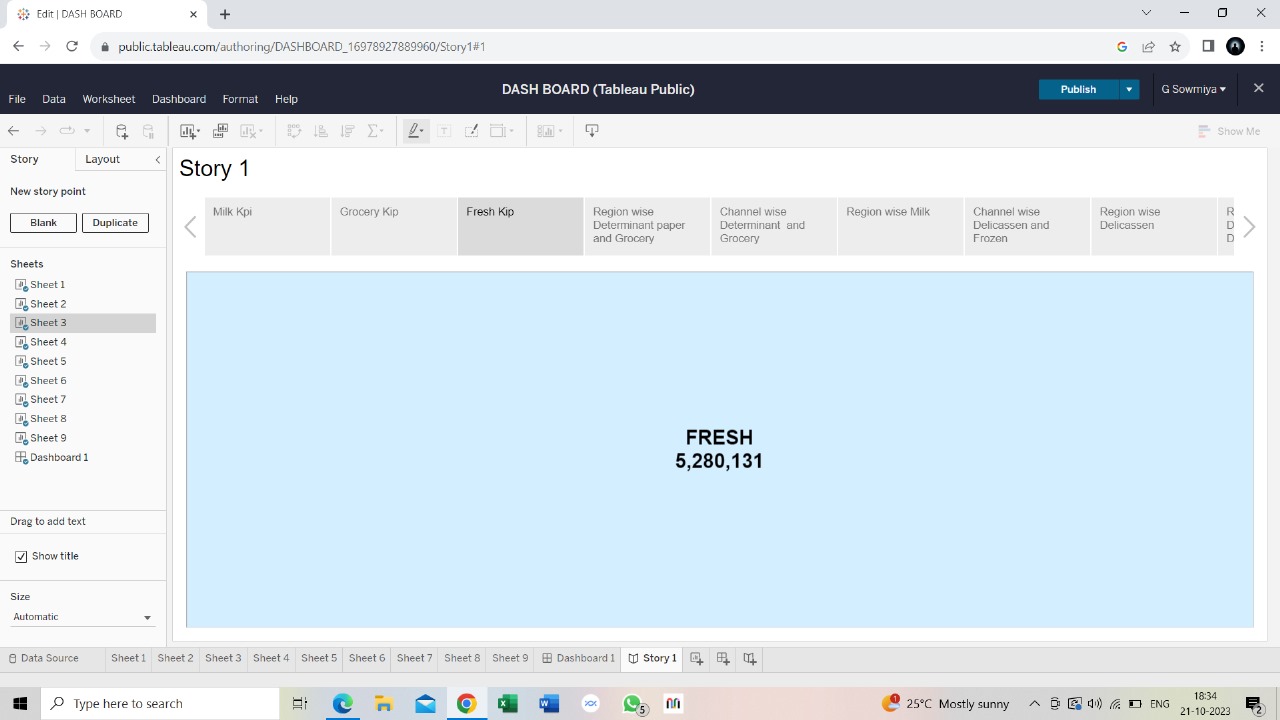 Edit | DASH BOARD
public.tableau.com/authoring/DASHBOARD_16978927889960/Story1#1
DASH BOARD (Tableau Public)
File Data Worksheet Dashboard Format Help
Publish
G Sowmiya
Show Me
Story Layout
New story point
Blank Duplicate
Sheets
Sheet 1
Sheet 2
Sheet 3
Sheet 4
Sheet 5
Sheet 6
Sheet 7
Sheet 8
Sheet 9
Dashboard 1
Drag to add text
Show title
Size
Automatic
Story 1
Milk Kpi
Grocery Kip
Fresh Kip
Region wise
Determinant paper
and Grocery
Channel wise
Determinant and
Grocery
Region wise Milk
Channel wise
Delicassen and
Frozen
Region wise
Delicassen
R
D
D
FRESH
5,280,131
Data Source Sheet 1 Sheet 2 Sheet 3 Sheet 4 Sheet 5 Sheet 6 Sheet 7 Sheet 8 Sheet 9 Dashboard 1 Story 1
Type here to search
5
1
25°C Mostly sunny
ENG
18:34
21-10-2023
2